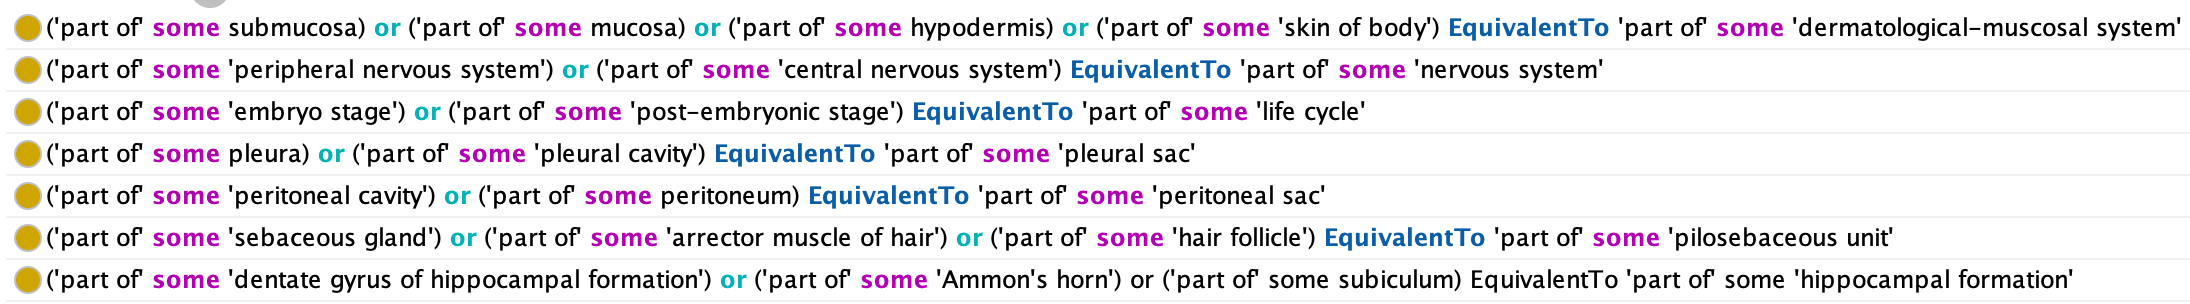 ('part of' some submucosa) or ('part of' some mucosa) or ('part of' some hypodermis) or ('part of' some 'skin of body') EquivalentTo 'part of' some 'dermatological-muscosal system'
('part of' some 'peripheral nervous system') or ('part of' some 'central nervous system') EquivalentTo 'part of' some 'nervous system'
('part of' some 'embryo stage') or ('part of' some 'post-embryonic stage') EquivalentTo 'part of' some 'life cycle'
('part of' some pleura) or ('part of' some 'pleural cavity') EquivalentTo 'part of' some 'pleural sac'
('part of' some 'peritoneal cavity') or ('part of' some peritoneum) EquivalentTo 'part of' some 'peritoneal sac'
('part of' some 'sebaceous gland') or ('part of' some 'arrector muscle of hair') or ('part of' some 'hair follicle') EquivalentTo 'part of' some 'pilosebaceous unit'
('part of' some 'dentate gyrus of hippocampal formation') or ('part of' some 'Ammon's horn') or ('part of' some subiculum) EquivalentTo 'part of' some 'hippocampal formation'